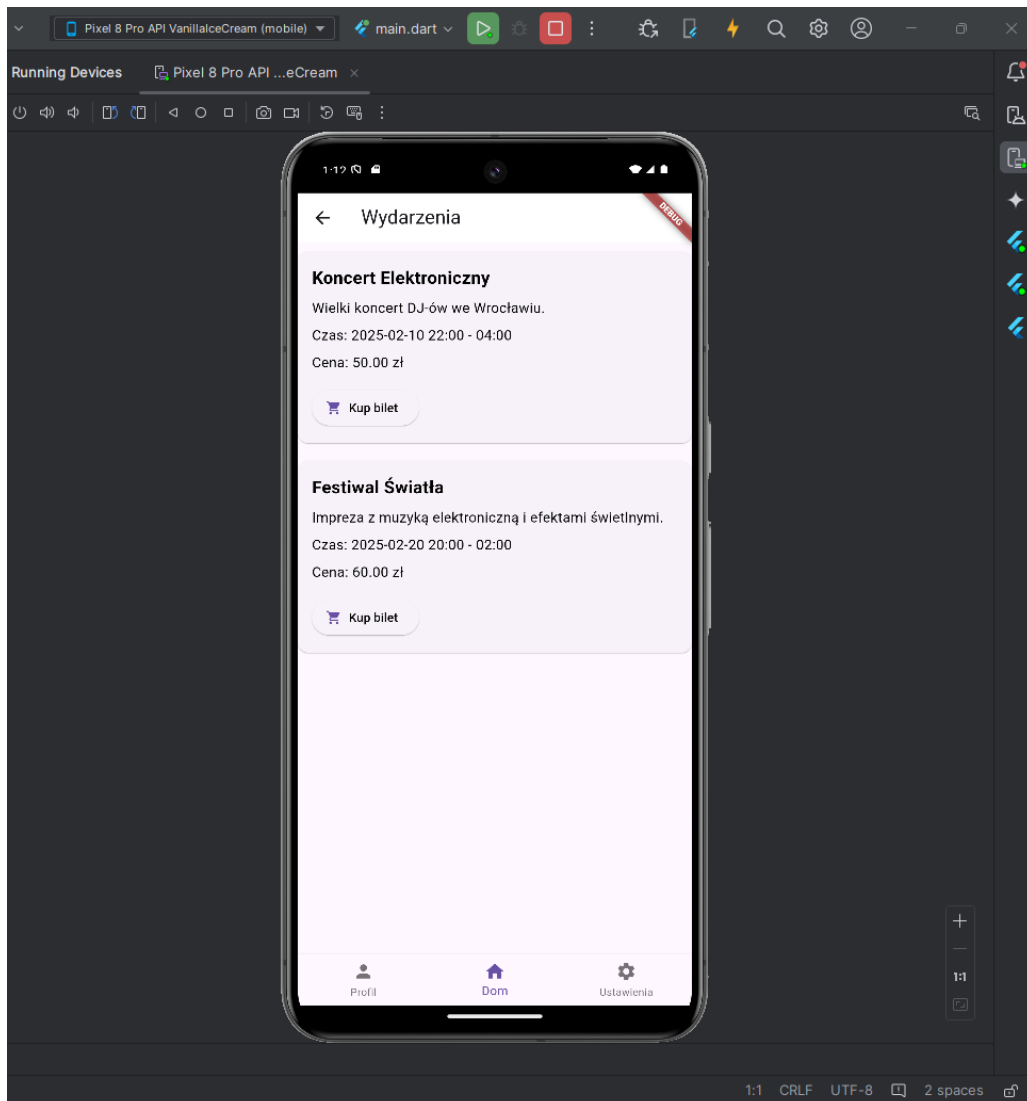 Pixel 8 Pro API VanillaIceCream (mobile) main.dart
Running Devices Pixel 8 Pro API ...eCream
1:12
Wydarzenia
DEBUG
Koncert Elektroniczny
Wielki koncert DJ-ów we Wrocławiu.
Czas: 2025-02-10 22:00 - 04:00
Cena: 50.00 zł
Kup bilet
Festiwal Światła
Impreza z muzyką elektroniczną i efektami świetlnymi.
Czas: 2025-02-20 20:00 - 02:00
Cena: 60.00 zł
Kup bilet
Profil Dom Ustawienia
1:1
1:1 CRLF UTF-8 2 spaces